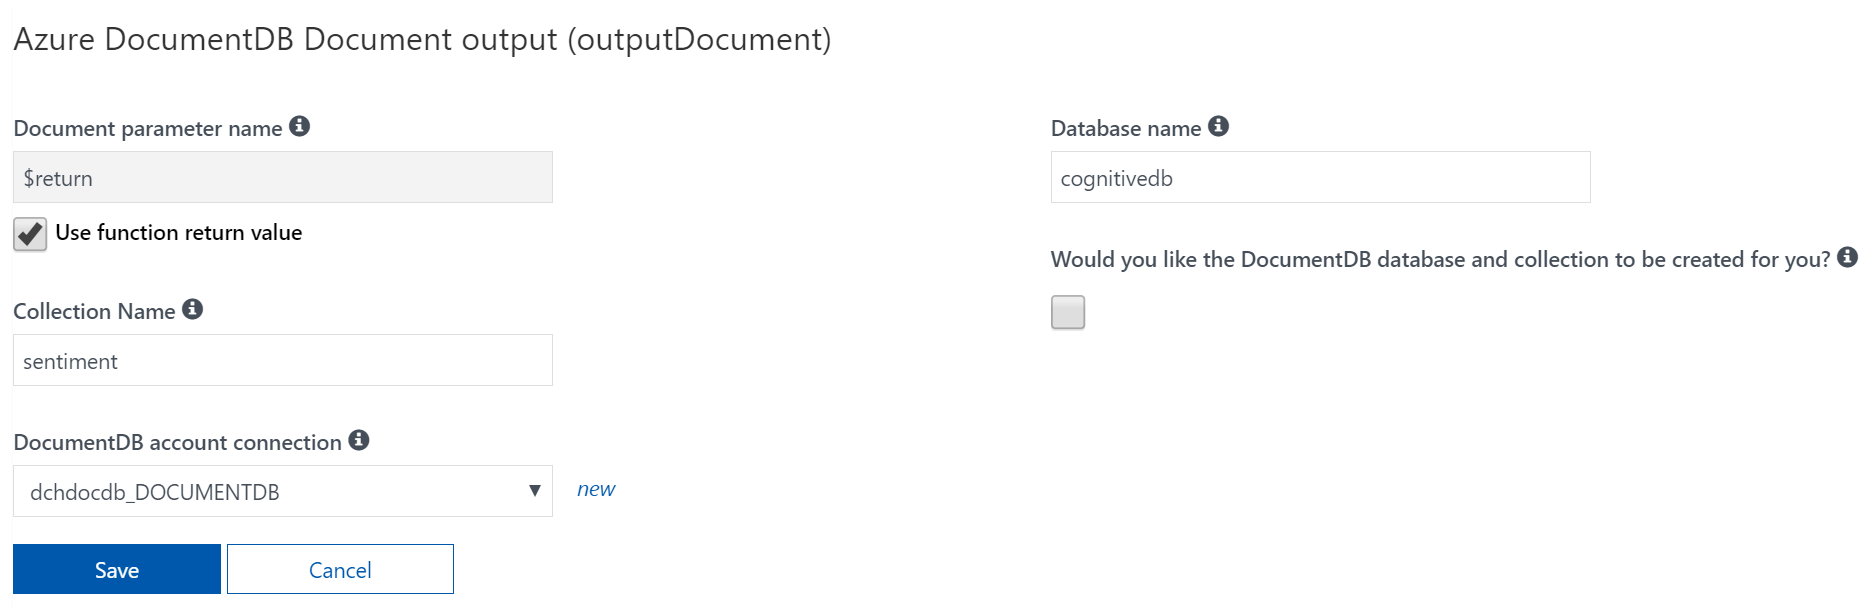 Azure DocumentDB Document output (outputDocument)
Document parameter name
$return
Use function return value
Collection Name
sentiment
DocumentDB account connection
dchdocdb_DOCUMENTDB
new
Save
Cancel
Database name
cognitivedb
Would you like the DocumentDB database and collection to be created for you?